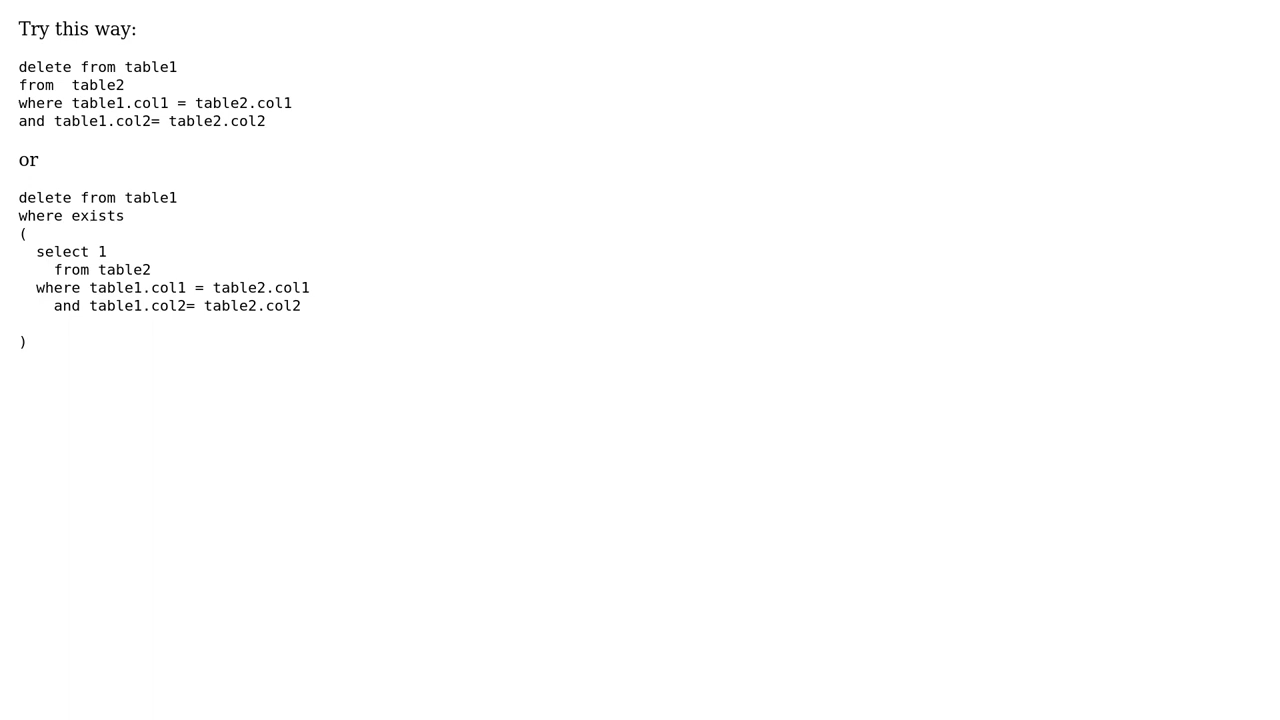 Try this way:
delete from table1
from  table2
where table1.col1 = table2.col1
and table1.col2= table2.col2
or
delete from table1
where exists
(
  select 1
    from table2
  where table1.col1 = table2.col1
    and table1.col2= table2.col2
)